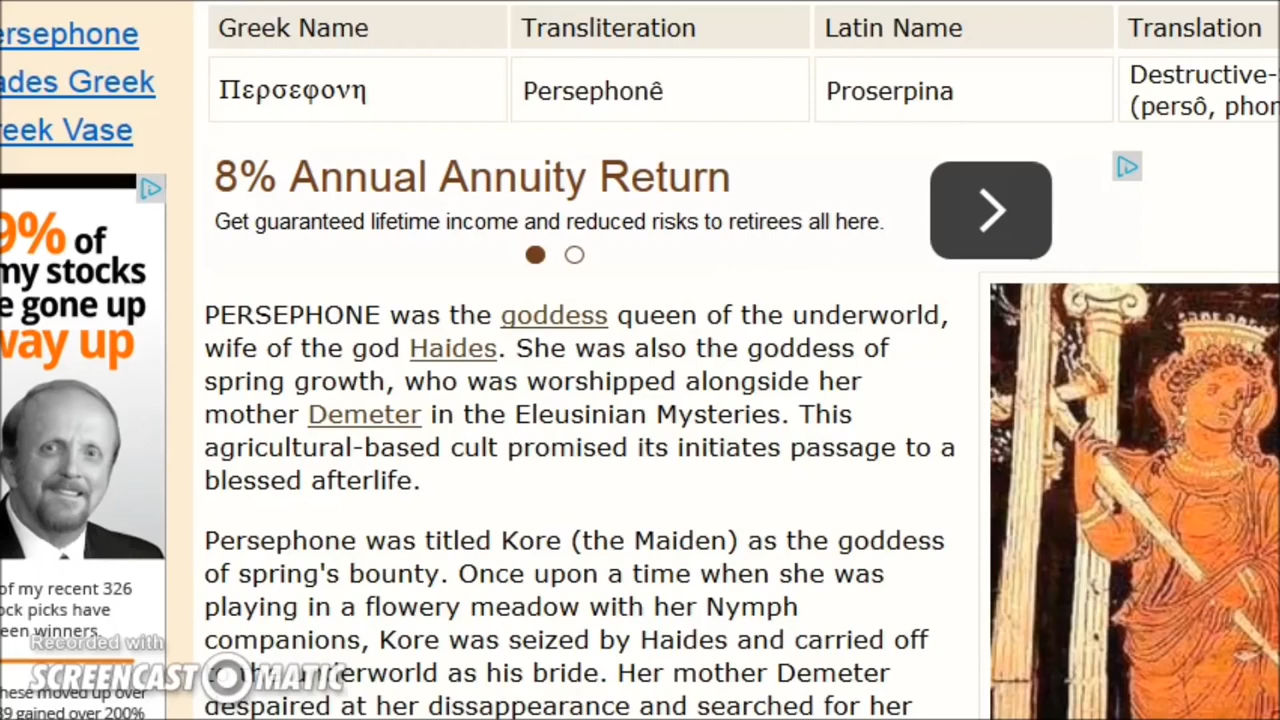 Greek Name
Transliteration
Latin Name
Translation
Περσεφονη
Persephonê
Proserpina
Destructive-
(persô,
ersephone
ades Greek
eek Vase
8% Annual Annuity Return
Get guaranteed lifetime income and reduced risks to retirees all here.
9% of
my stocks
e gone up
way up
of my recent 326
ock picks have
een winners.
These moved up over
39 gained over 200%
PERSEPHONE was the goddess queen of the underworld,
wife of the god Haides. She was also the goddess of
spring growth, who was worshipped alongside her
mother Demeter in the Eleusinian Mysteries. This
agricultural-based cult promised its initiates passage to a
blessed afterlife.
Persephone was titled Kore (the Maiden) as the goddess
of spring's bounty. Once upon a time when she was
playing in a flowery meadow with her Nymph
companions, Kore was seized by Haides and carried off
to the underworld as his bride. Her mother Demeter
despaired at her disappearance and searched for her
Recorded with
SCREENCAST-O-MATIC